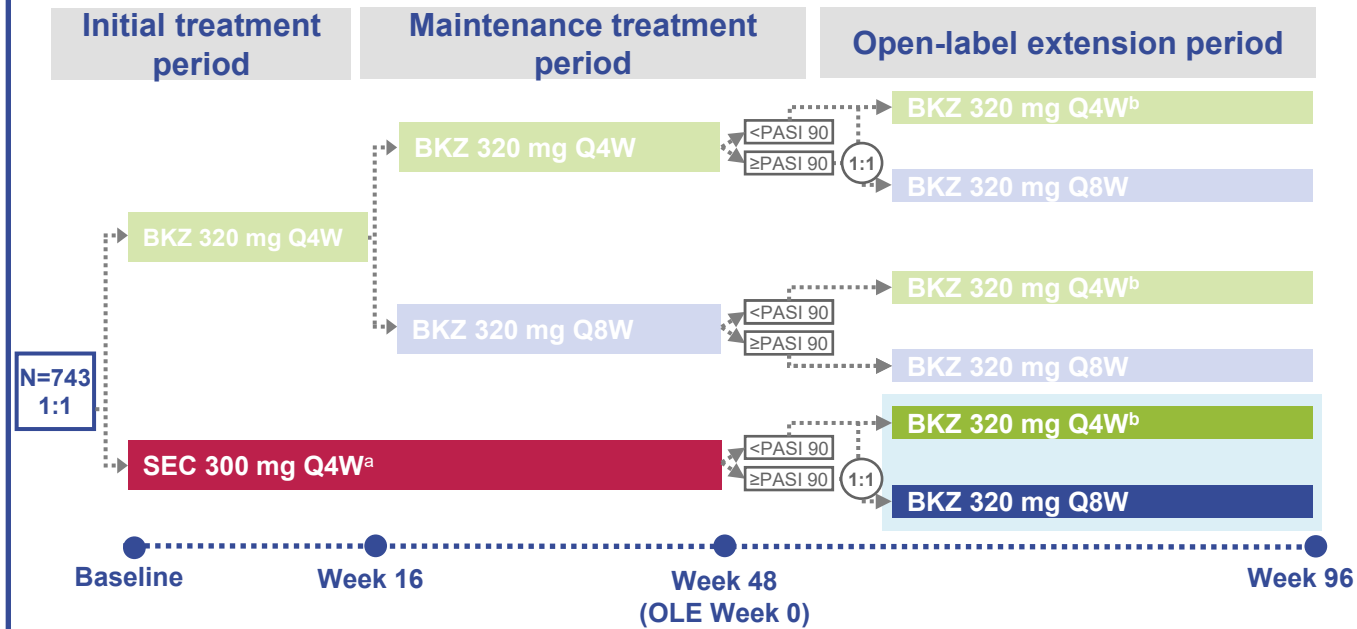 Initial treatment
period
Maintenance treatment
period
Open-label extension period
BKZ 320 mg Q4Wᵇ
<PASI 90
BKZ 320 mg Q4W
≥PASI 90
1:1
BKZ 320 mg Q8W
BKZ 320 mg Q4W
BKZ 320 mg Q4Wᵇ
<PASI 90
BKZ 320 mg Q8W
≥PASI 90
BKZ 320 mg Q8W
N=743
1:1
BKZ 320 mg Q4Wᵇ
<PASI 90
SEC 300 mg Q4Wᵃ
≥PASI 90
1:1
BKZ 320 mg Q8W
Baseline
Week 16
Week 48
(OLE Week 0)
Week 96